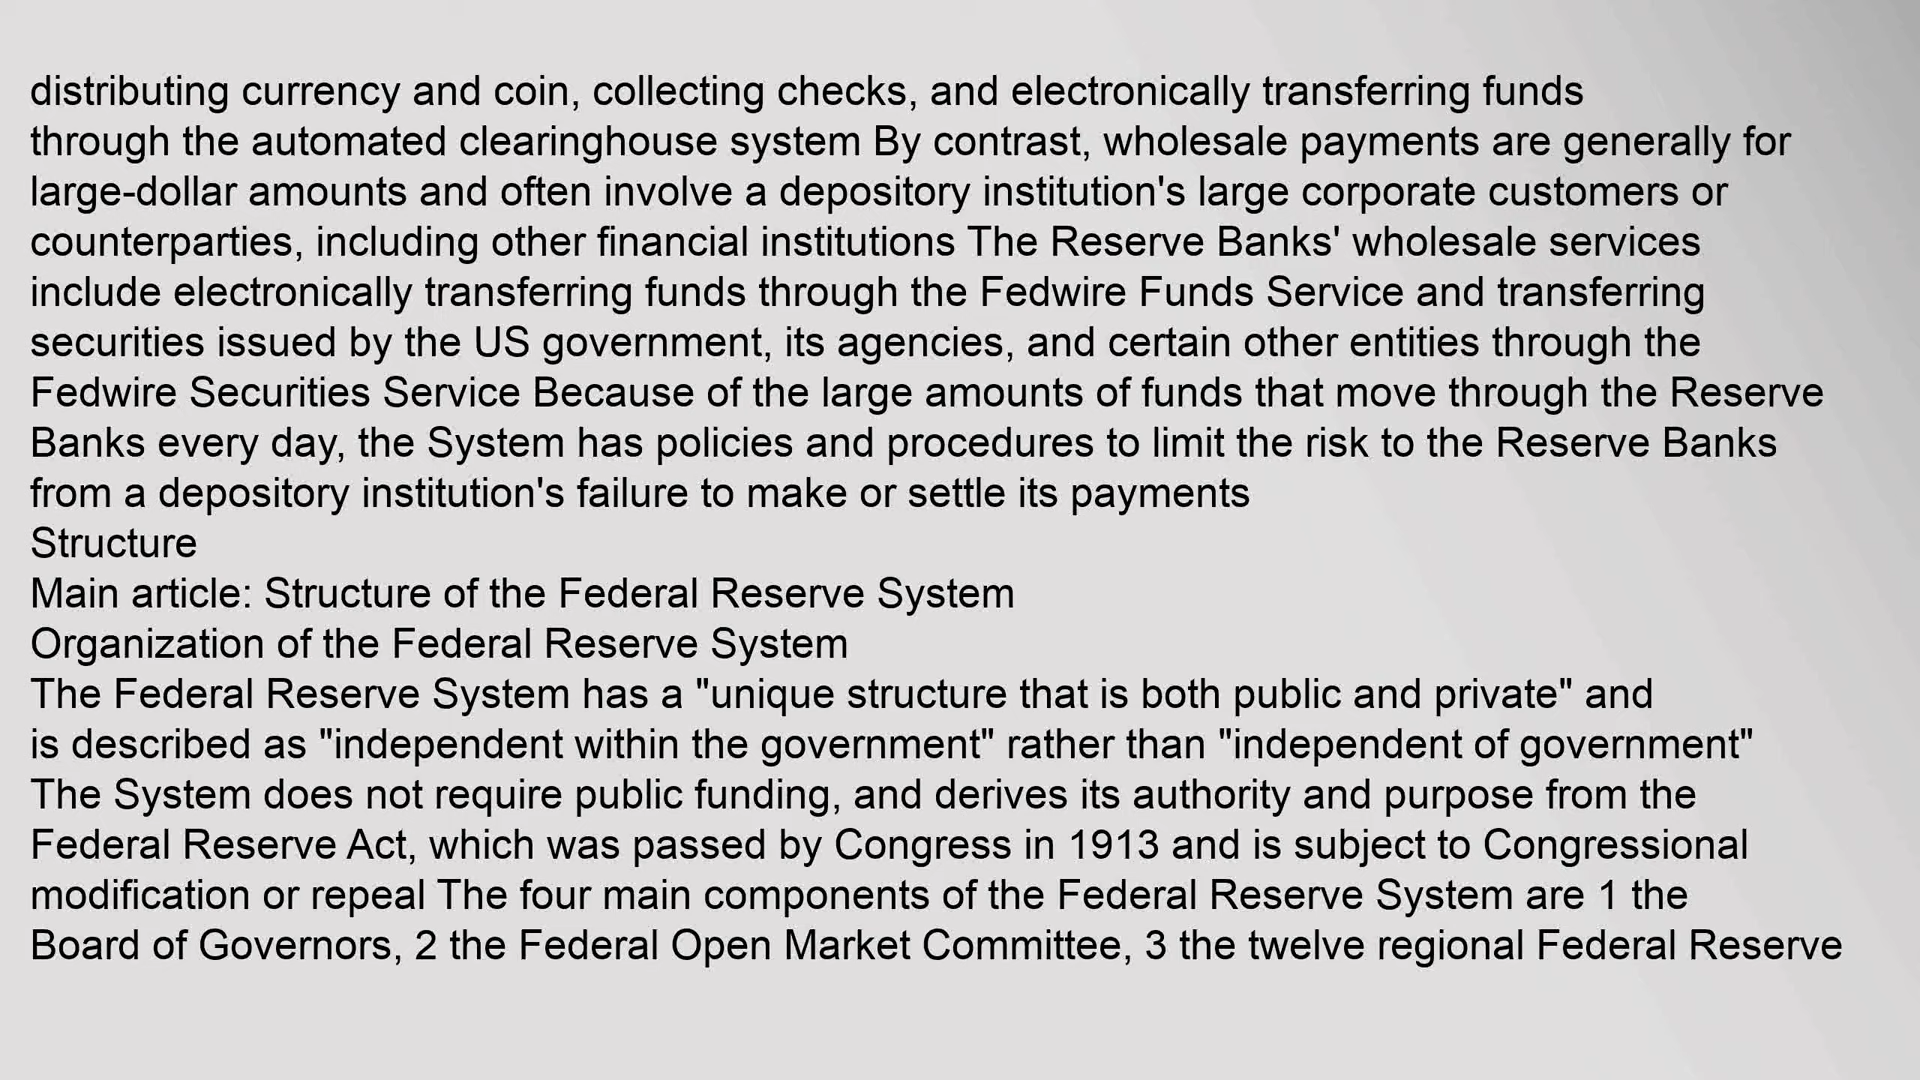 distributing currency and coin, collecting checks, and electronically transferring funds
through the automated clearinghouse system By contrast, wholesale payments are generally for
large-dollar amounts and often involve a depository institution's large corporate customers or
counterparties, including other financial institutions The Reserve Banks' wholesale services
include electronically transferring funds through the Fedwire Funds Service and transferring
securities issued by the US government, its agencies, and certain other entities through the
Fedwire Securities Service Because of the large amounts of funds that move through the Reserve
Banks every day, the System has policies and procedures to limit the risk to the Reserve Banks
from a depository institution's failure to make or settle its payments
Structure
Main article: Structure of the Federal Reserve System
Organization of the Federal Reserve System
The Federal Reserve System has a "unique structure that is both public and private" and
is described as "independent within the government" rather than "independent of government"
The System does not require public funding, and derives its authority and purpose from the
Federal Reserve Act, which was passed by Congress in 1913 and is subject to Congressional
modification or repeal The four main components of the Federal Reserve System are 1 the
Board of Governors, 2 the Federal Open Market Committee, 3 the twelve regional Federal Reserve